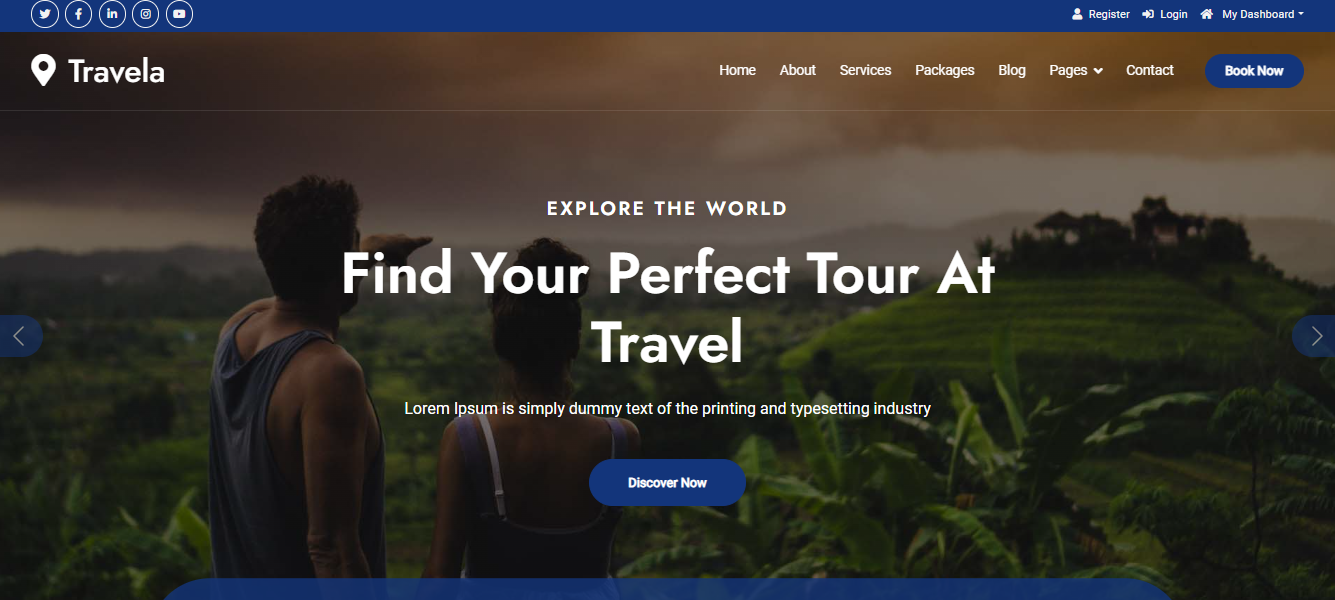 Register Login My Dashboard
Travela
Home About Services Packages Blog Pages Contact Book Now
EXPLORE THE WORLD
Find Your Perfect Tour At
Travel
Lorem Ipsum is simply dummy text of the printing and typesetting industry
Discover Now